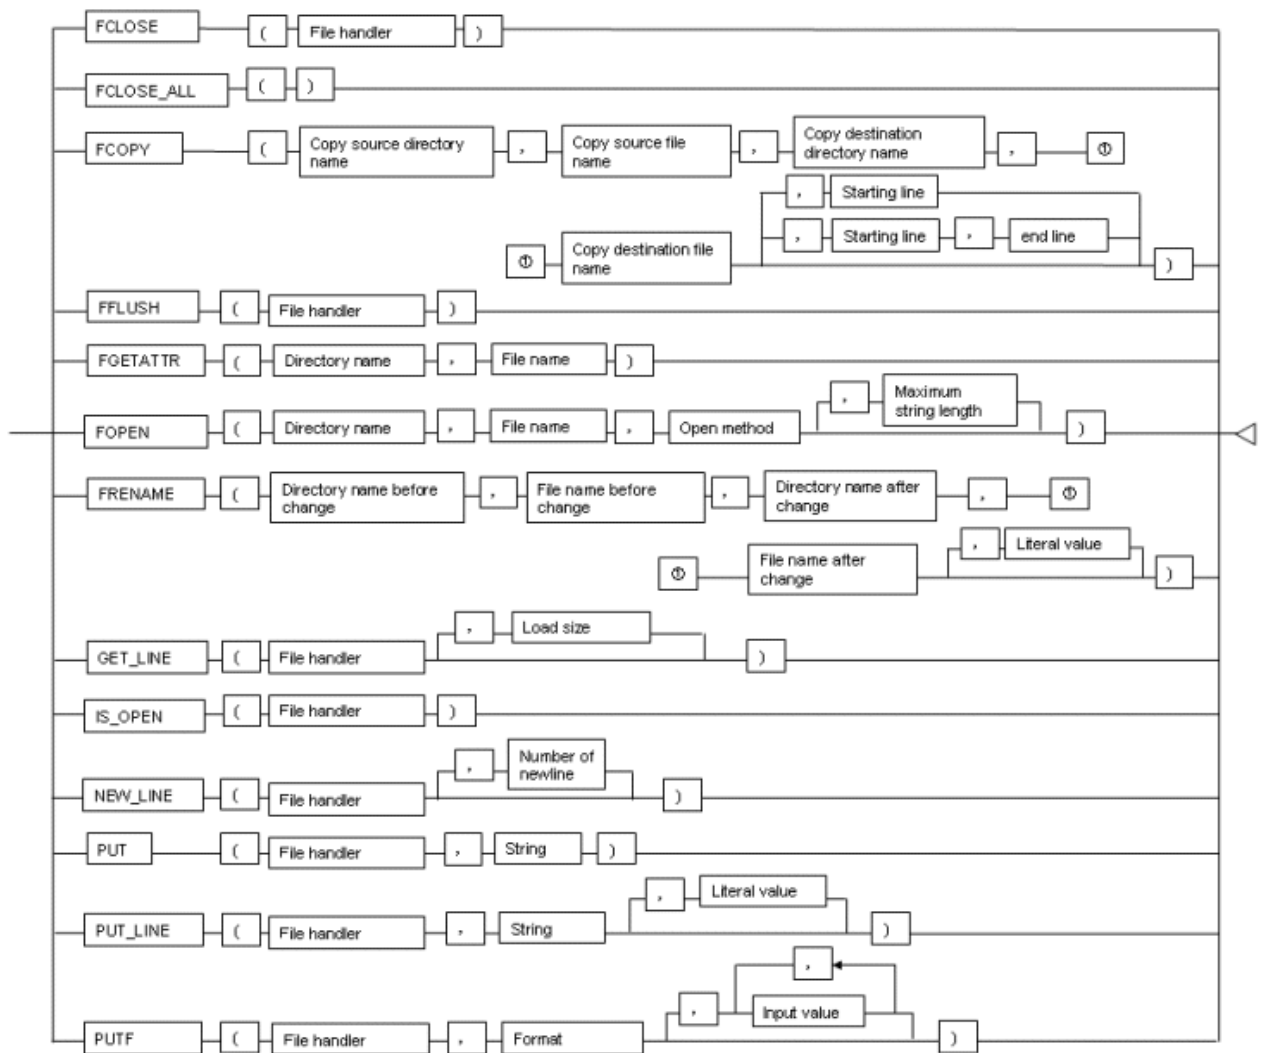 FCLOSE ( File handler )
FCLOSE_ALL ( )
FCOPY ( Copy source directory name , Copy source file name , Copy destination directory name , ①
, Starting line
, Starting line , end line
① Copy destination file name )
FFLUSH ( File handler )
FGETATTR ( Directory name , File name )
, Maximum string length
FOPEN ( Directory name , File name , Open method )
FRENAME ( Directory name before change , File name before change , Directory name after change , ①
, Literal value
① File name after change )
, Load size
GET_LINE ( File handler )
IS_OPEN ( File handler )
, Number of newline
NEW_LINE ( File handler )
PUT ( File handler , String )
, Literal value
PUT_LINE ( File handler , String )
,
, Input value
PUTF ( File handler , Format )